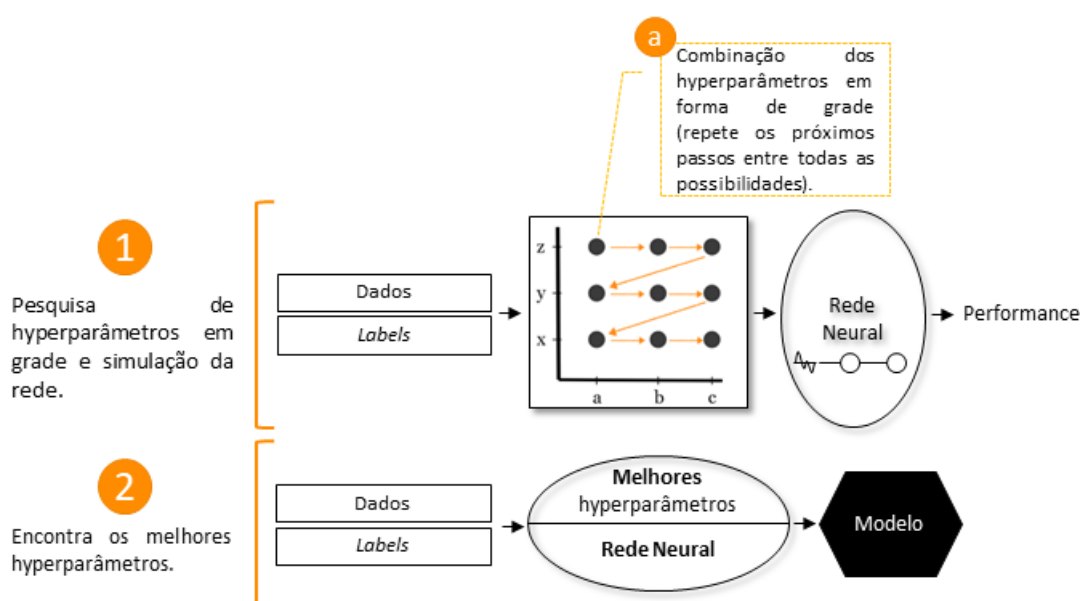 a
Combinação dos
hyperparâmetros em
forma de grade
(repete os próximos
passos entre todas as
possibilidades).
1
Pesquisa de
hyperparâmetros em
grade e simulação da
rede.
Dados
Labels
z
y
x
a b c
Rede
Neural
Performance
2
Encontra os melhores
hyperparâmetros.
Dados
Labels
Melhores
hyperparâmetros
Rede Neural
Modelo